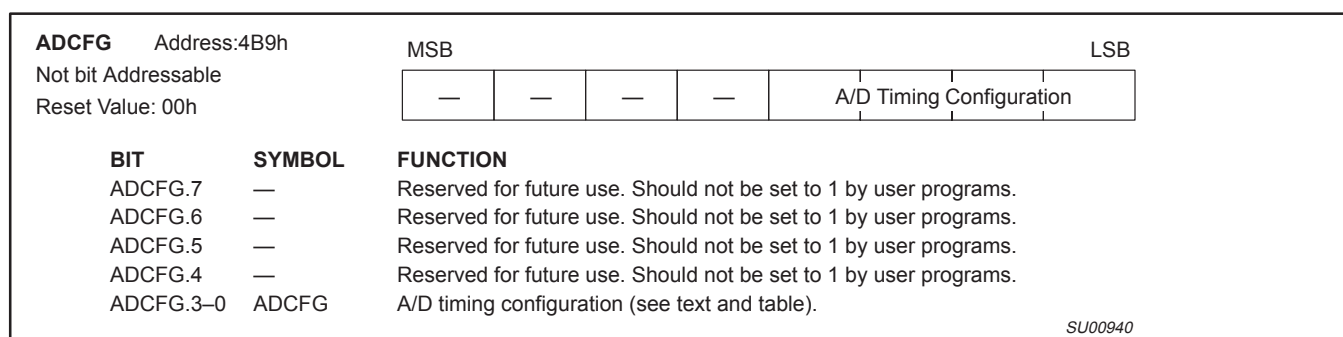 ADCFG Address:4B9h
Not bit Addressable
Reset Value: 00h
MSB LSB
— — — — A/D Timing Configuration
BIT SYMBOL FUNCTION
ADCFG.7 — Reserved for future use. Should not be set to 1 by user programs.
ADCFG.6 — Reserved for future use. Should not be set to 1 by user programs.
ADCFG.5 — Reserved for future use. Should not be set to 1 by user programs.
ADCFG.4 — Reserved for future use. Should not be set to 1 by user programs.
ADCFG.3–0 ADCFG A/D timing configuration (see text and table).
SU00940